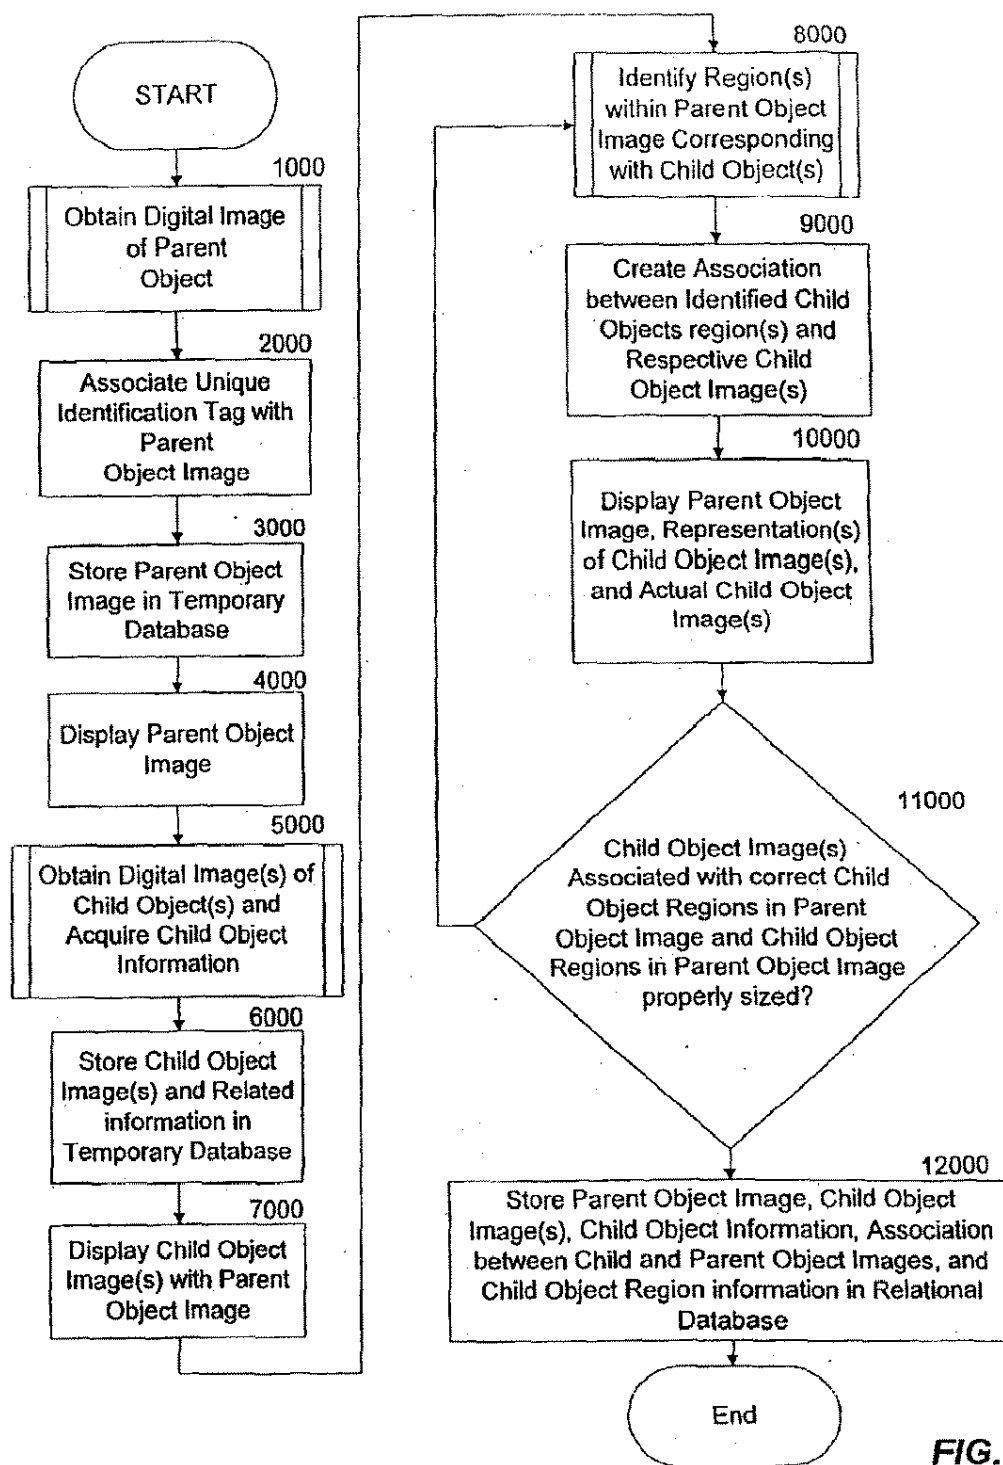 START
1000
Obtain Digital Image
of Parent
Object
2000
Associate Unique
Identification Tag with
Parent
Object Image
3000
Store Parent Object
Image in Temporary
Database
4000
Display Parent Object
Image
5000
Obtain Digital Image(s) of
Child Object(s) and
Acquire Child Object
Information
6000
Store Child Object
Image(s) and Related
information in
Temporary Database
7000
Display Child Object
Image(s) with Parent
Object Image
8000
Identify Region(s)
within Parent Object
Image Corresponding
with Child Object(s)
9000
Create Association
between Identified Child
Objects region(s) and
Respective Child
Object Image(s)
10000
Display Parent Object
Image, Representation(s)
of Child Object Image(s),
and Actual Child Object
Image(s)
11000
Child Object Image(s)
Associated with correct Child
Object Regions in Parent
Object Image and Child Object
Regions in Parent Object Image
properly sized?
12000
Store Parent Object Image, Child Object
Image(s), Child Object Information, Association
between Child and Parent Object Images, and
Child Object Region information in Relational
Database
End
FIG.